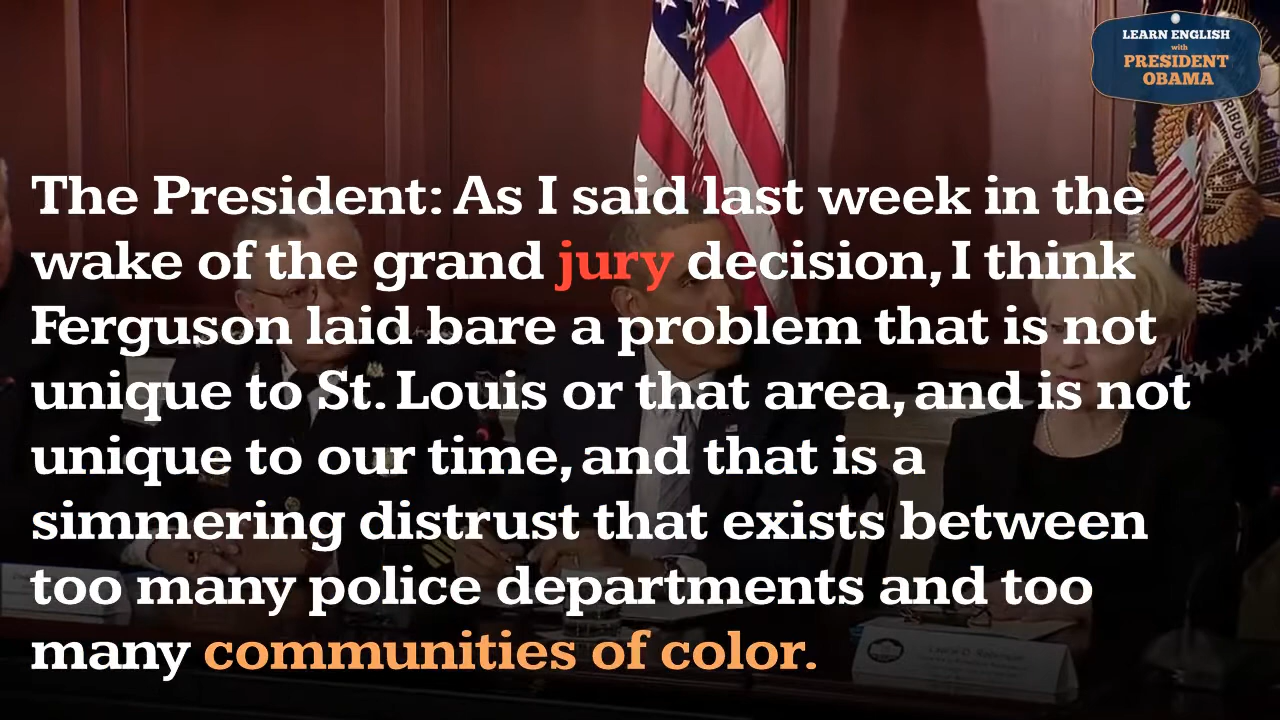 LEARN ENGLISH
with
PRESIDENT
OBAMA
The President: As I said last week in the
wake of the grand jury decision, I think
Ferguson laid bare a problem that is not
unique to St. Louis or that area, and is not
unique to our time, and that is a
simmering distrust that exists between
too many police departments and too
many communities of color.